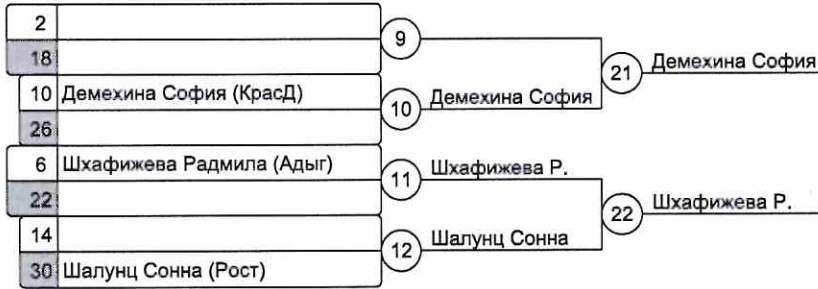 2
18
9
10 Демехина София (КрасД)
26
10
Демехина София
21
Демехина София
6 Шхафижева Радмила (Адыг)
22
11
Шхафижева Р.
14
30 Шалунц Сонна (Рост)
12
Шалунц Сонна
22
Шхафижева Р.